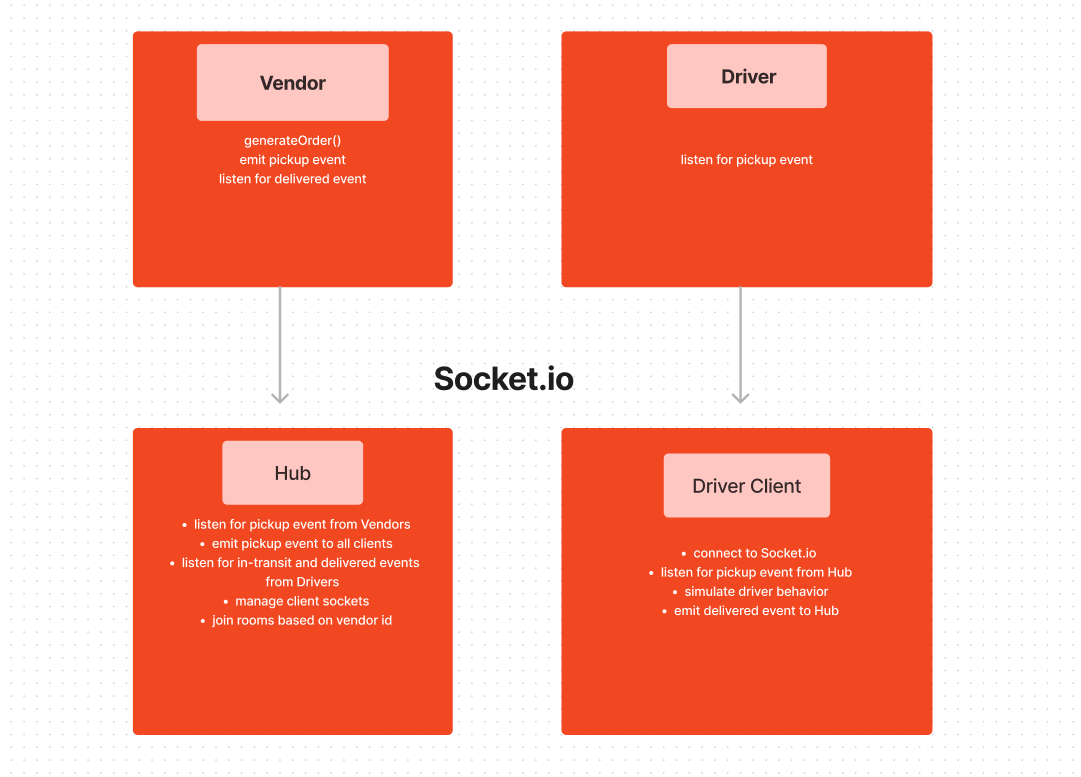 Vendor
generateOrder()
emit pickup event
listen for delivered event
Driver
listen for pickup event
Socket.io
Hub
• listen for pickup event from Vendors
• emit pickup event to all clients
• listen for in-transit and delivered events
from Drivers
• manage client sockets
• join rooms based on vendor id
Driver Client
• connect to Socket.io
• listen for pickup event from Hub
• simulate driver behavior
• emit delivered event to Hub